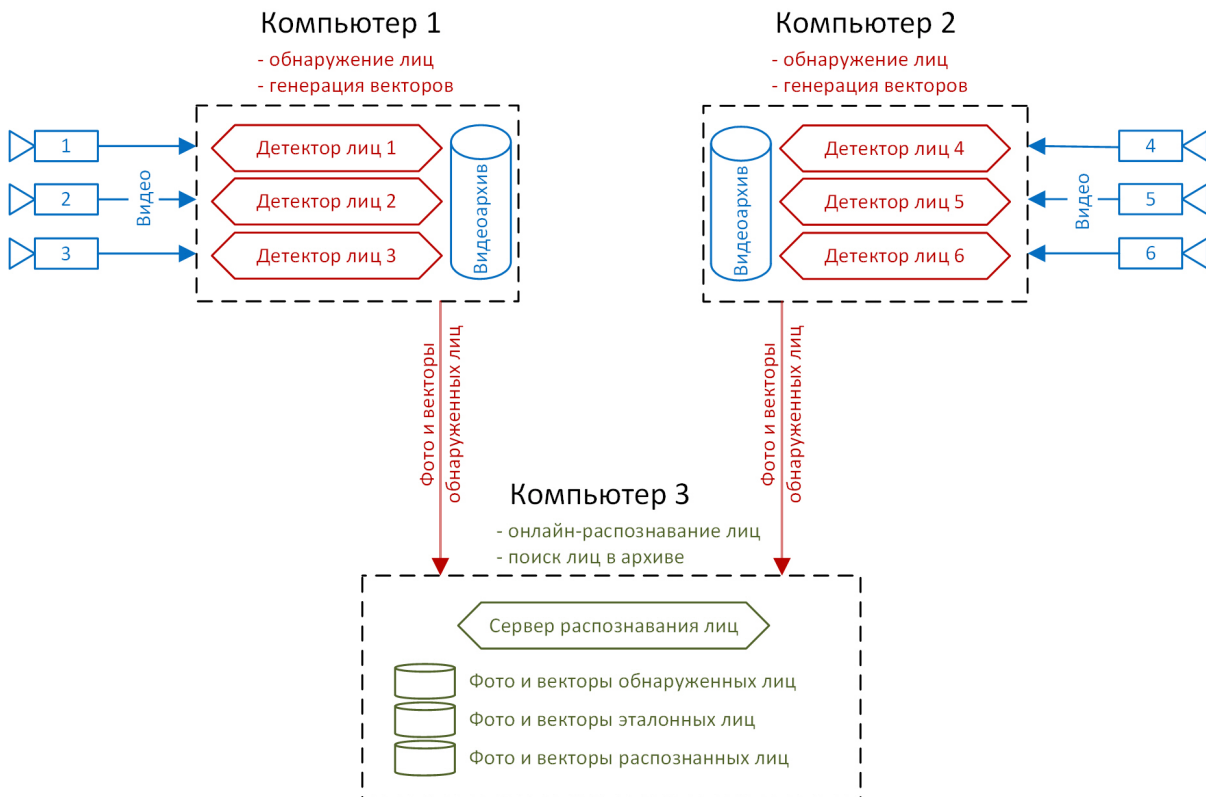 Компьютер 1
- обнаружение лиц
- генерация векторов
1
2
3
Видео
Детектор лиц 1
Детектор лиц 2
Детектор лиц 3
Видеоархив
Компьютер 2
- обнаружение лиц
- генерация векторов
Видеоархив
Детектор лиц 4
Детектор лиц 5
Детектор лиц 6
Видео
4
5
6
Фото и векторы
обнаруженных лиц
Фото и векторы
обнаруженных лиц
Компьютер 3
- онлайн-распознавание лиц
- поиск лиц в архиве
Сервер распознавания лиц
Фото и векторы обнаруженных лиц
Фото и векторы эталонных лиц
Фото и векторы распознанных лиц